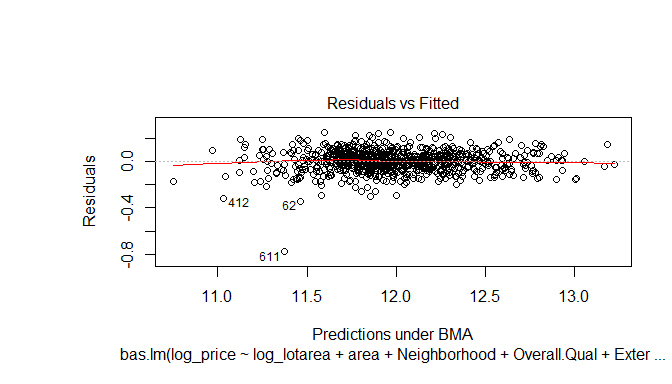 Residuals vs Fitted
Residuals
0.0
-0.4
-0.8
412
62
611
11.0 11.5 12.0 12.5 13.0
Predictions under BMA
bas.lm(log_price ~ log_lotarea + area + Neighborhood + Overall.Qual + Exter ...